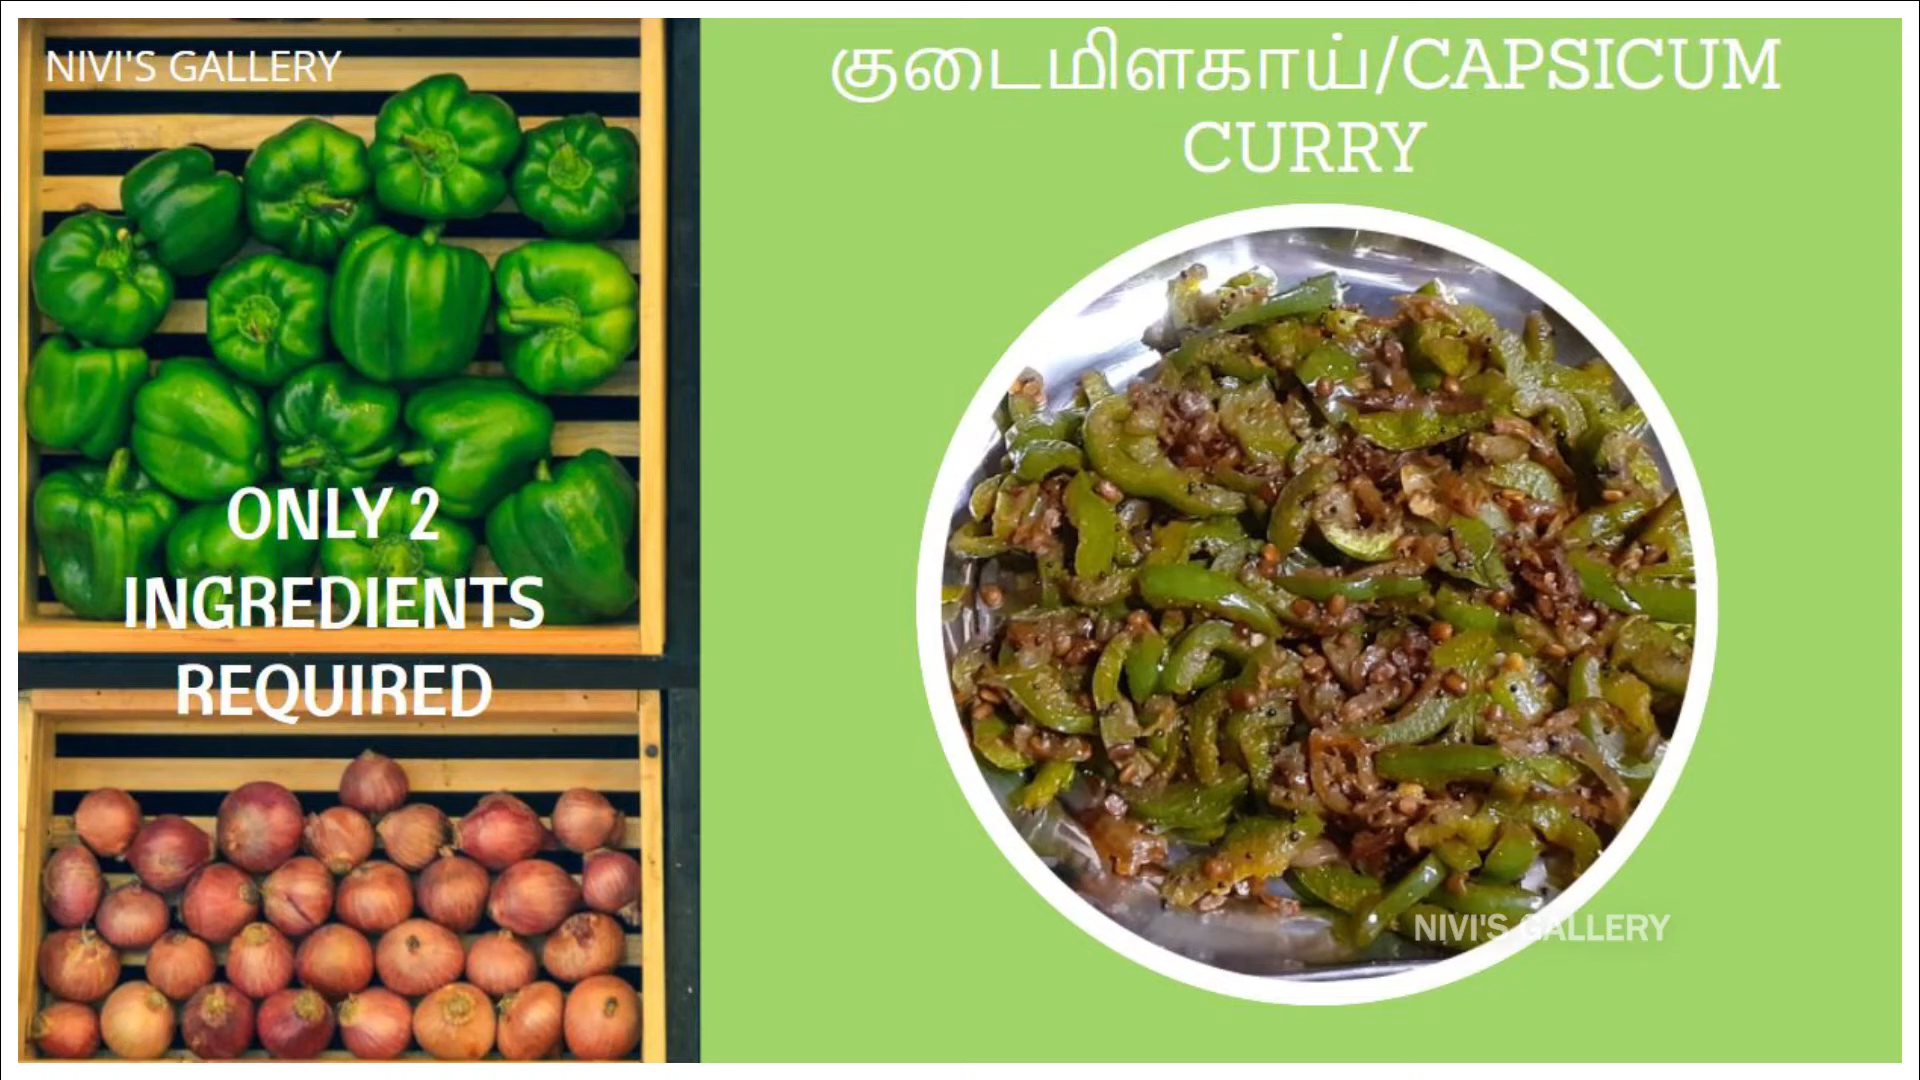 NIVI'S GALLERY
குடைமிளகாய்/CAPSICUM
CURRY
ONLY 2
INGREDIENTS
REQUIRED
NIVI'S GALLERY